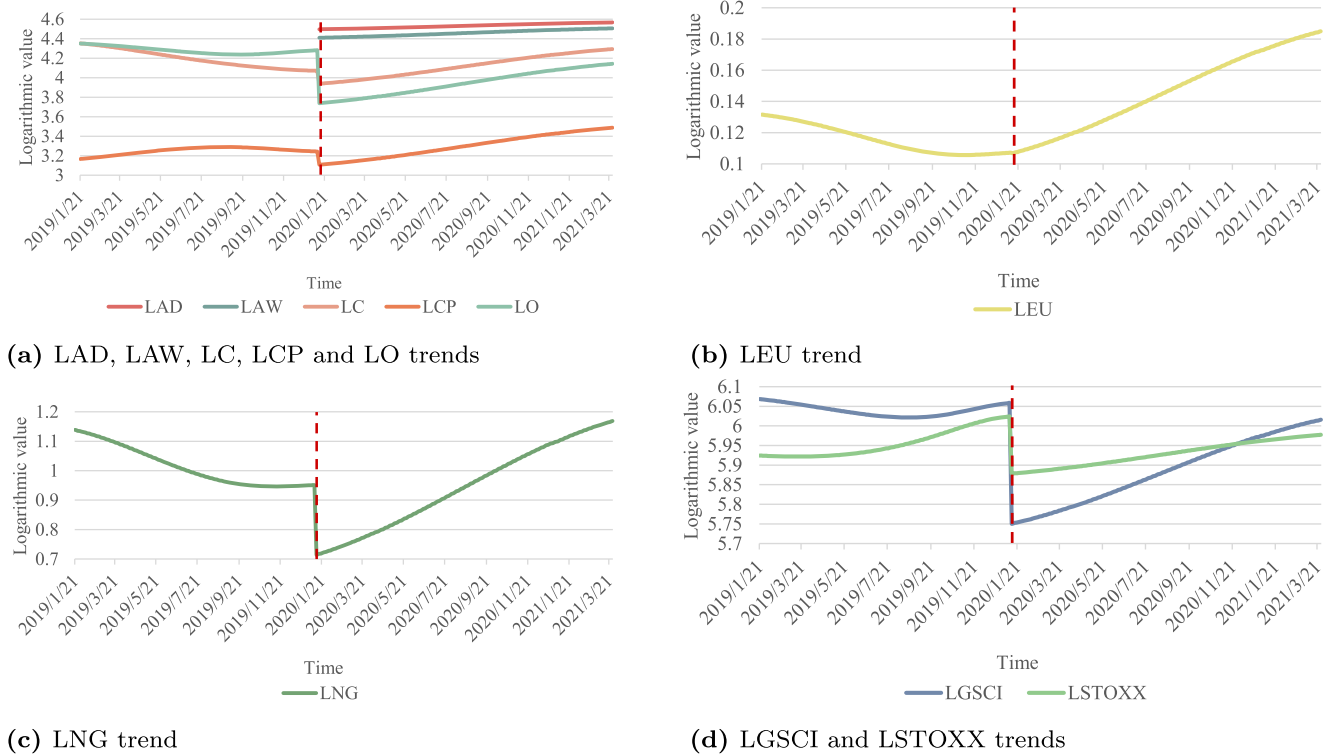 Logarithmic value
4.6
4.4
4.2
4
3.8
3.6
3.4
3.2
3
2019/1/21 2019/3/21 2019/5/21 2019/7/21 2019/9/21 2019/11/21 2020/1/21 2020/3/21 2020/5/21 2020/7/21 2020/9/21 2020/11/21 2021/1/21 2021/3/21
Time
LAD LAW LC LCP LO
(a) LAD, LAW, LC, LCP and LO trends
Logarithmic value
0.2
0.18
0.16
0.14
0.12
0.1
2019/1/21 2019/3/21 2019/5/21 2019/7/21 2019/9/21 2019/11/21 2020/1/21 2020/3/21 2020/5/21 2020/7/21 2020/9/21 2020/11/21 2021/1/21 2021/3/21
Time
LEU
(b) LEU trend
Logarithmic value
1.2
1.1
1
0.9
0.8
0.7
2019/1/21 2019/3/21 2019/5/21 2019/7/21 2019/9/21 2019/11/21 2020/1/21 2020/3/21 2020/5/21 2020/7/21 2020/9/21 2020/11/21 2021/1/21 2021/3/21
Time
LNG
(c) LNG trend
Logarithmic value
6.1
6.05
6
5.95
5.9
5.85
5.8
5.75
5.7
2019/1/21 2019/3/21 2019/5/21 2019/7/21 2019/9/21 2019/11/21 2020/1/21 2020/3/21 2020/5/21 2020/7/21 2020/9/21 2020/11/21 2021/1/21 2021/3/21
Time
LGSCI LSTOXX
(d) LGSCI and LSTOXX trends